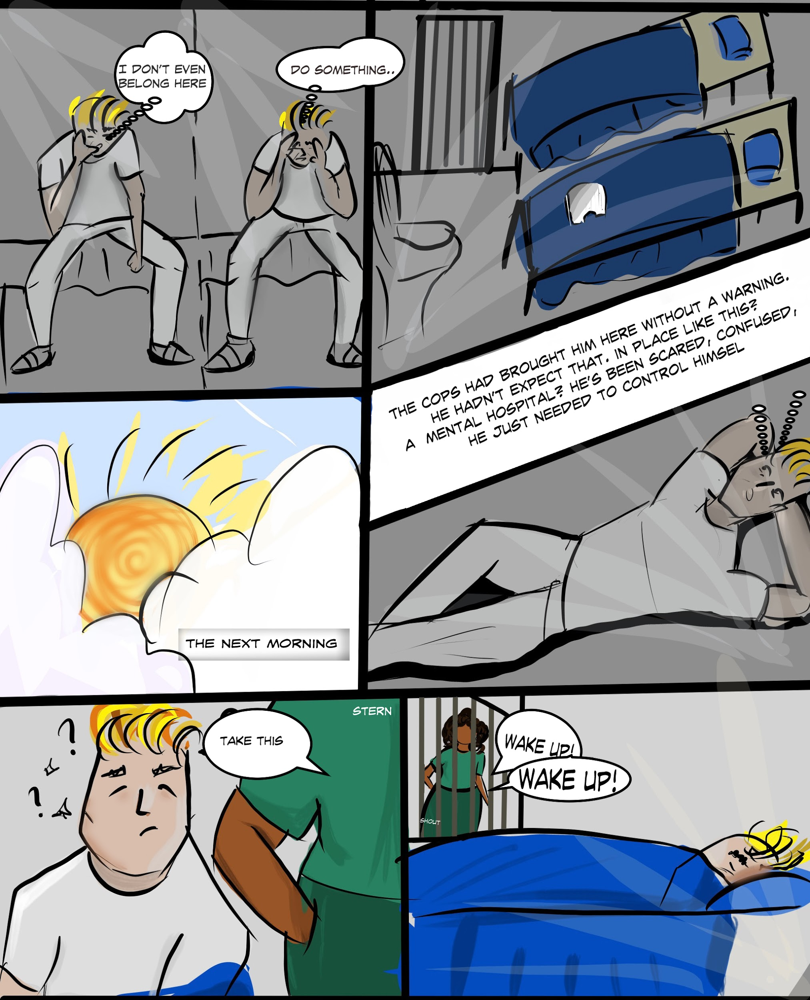 I DON'T EVEN
BELONG HERE
DO SOMETHING..
THE COPS HAD BROUGHT HIM HERE WITHOUT A WARNING.
HE HADN'T EXPECT THAT. IN PLACE LIKE THIS?
A MENTAL HOSPITAL? HE'S BEEN SCARED, CONFUSED,
HE JUST NEEDED TO CONTROL HIMSEL
THE NEXT MORNING
STERN
TAKE THIS
? 
?
WAKE UP!
WAKE UP!
SHOUT